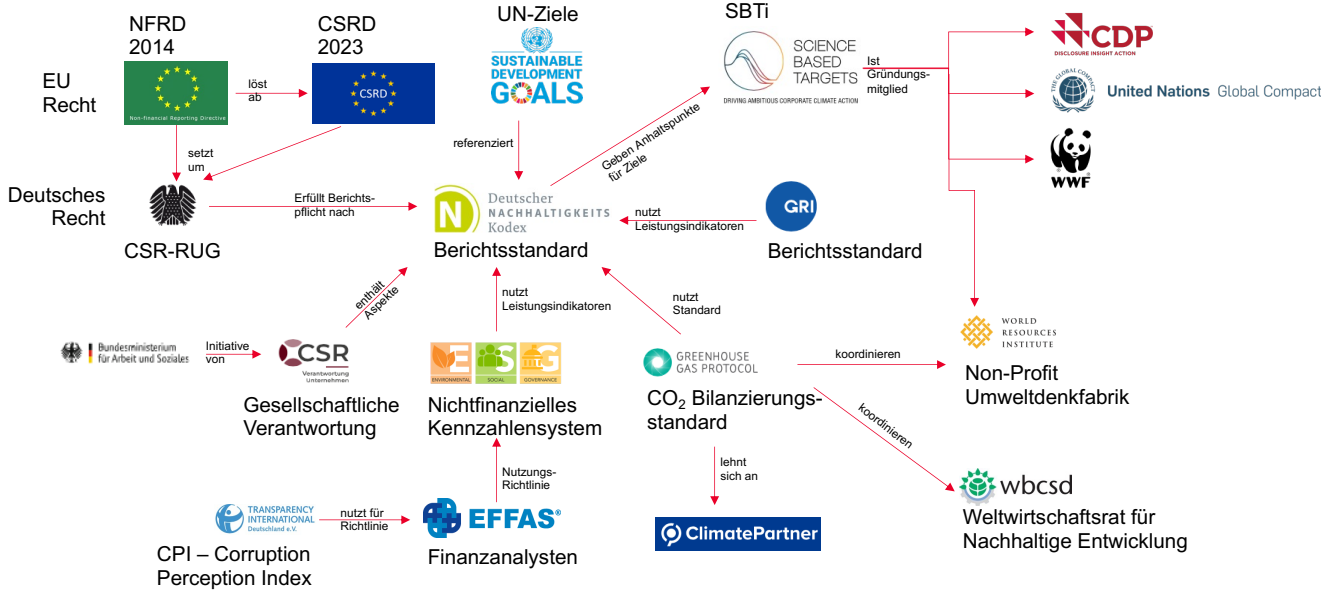 NFRD
2014
CSRD
2023
UN-Ziele
SBTi
EU
Recht
Non-financial Reporting Directive
löst
ab
CSRD
SUSTAINABLE
DEVELOPMENT
GOALS
SCIENCE
BASED
TARGETS
DRIVING AMBITIOUS CORPORATE CLIMATE ACTION
Ist
Gründungs-
mitglied
CDP
DISCLOSURE INSIGHT ACTION
THE GLOBAL COMPACT
United Nations Global Compact
WWF
setzt
um
referenziert
Geben Anhaltspunkte
für Ziele
Deutsches
Recht
CSR-RUG
Erfüllt Berichts-
pflicht nach
N
Deutscher
NACHHALTIGKEITS
Kodex
Berichtsstandard
nutzt
Leistungsindikatoren
GRI
Berichtsstandard
enthält
Aspekte
nutzt
Leistungsindikatoren
nutzt
Standard
Bundesministerium
für Arbeit und Soziales
Initiative
von
CSR
Verantwortung
Unternehmen
Gesellschaftliche
Verantwortung
E S G
ENVIRONMENTAL SOCIAL GOVERNANCE
Nichtfinanzielles
Kennzahlensystem
GREENHOUSE
GAS PROTOCOL
CO₂ Bilanzierungs-
standard
koordinieren
WORLD
RESOURCES
INSTITUTE
Non-Profit
Umweltdenkfabrik
koordinieren
lehnt
sich an
Nutzungs-
Richtlinie
TRANSPARENCY
INTERNATIONAL
Deutschland e.V.
CPI – Corruption
Perception Index
nutzt für
Richtlinie
EFFAS®
Finanzanalysten
ClimatePartner
wbcsd
Weltwirtschaftsrat für
Nachhaltige Entwicklung